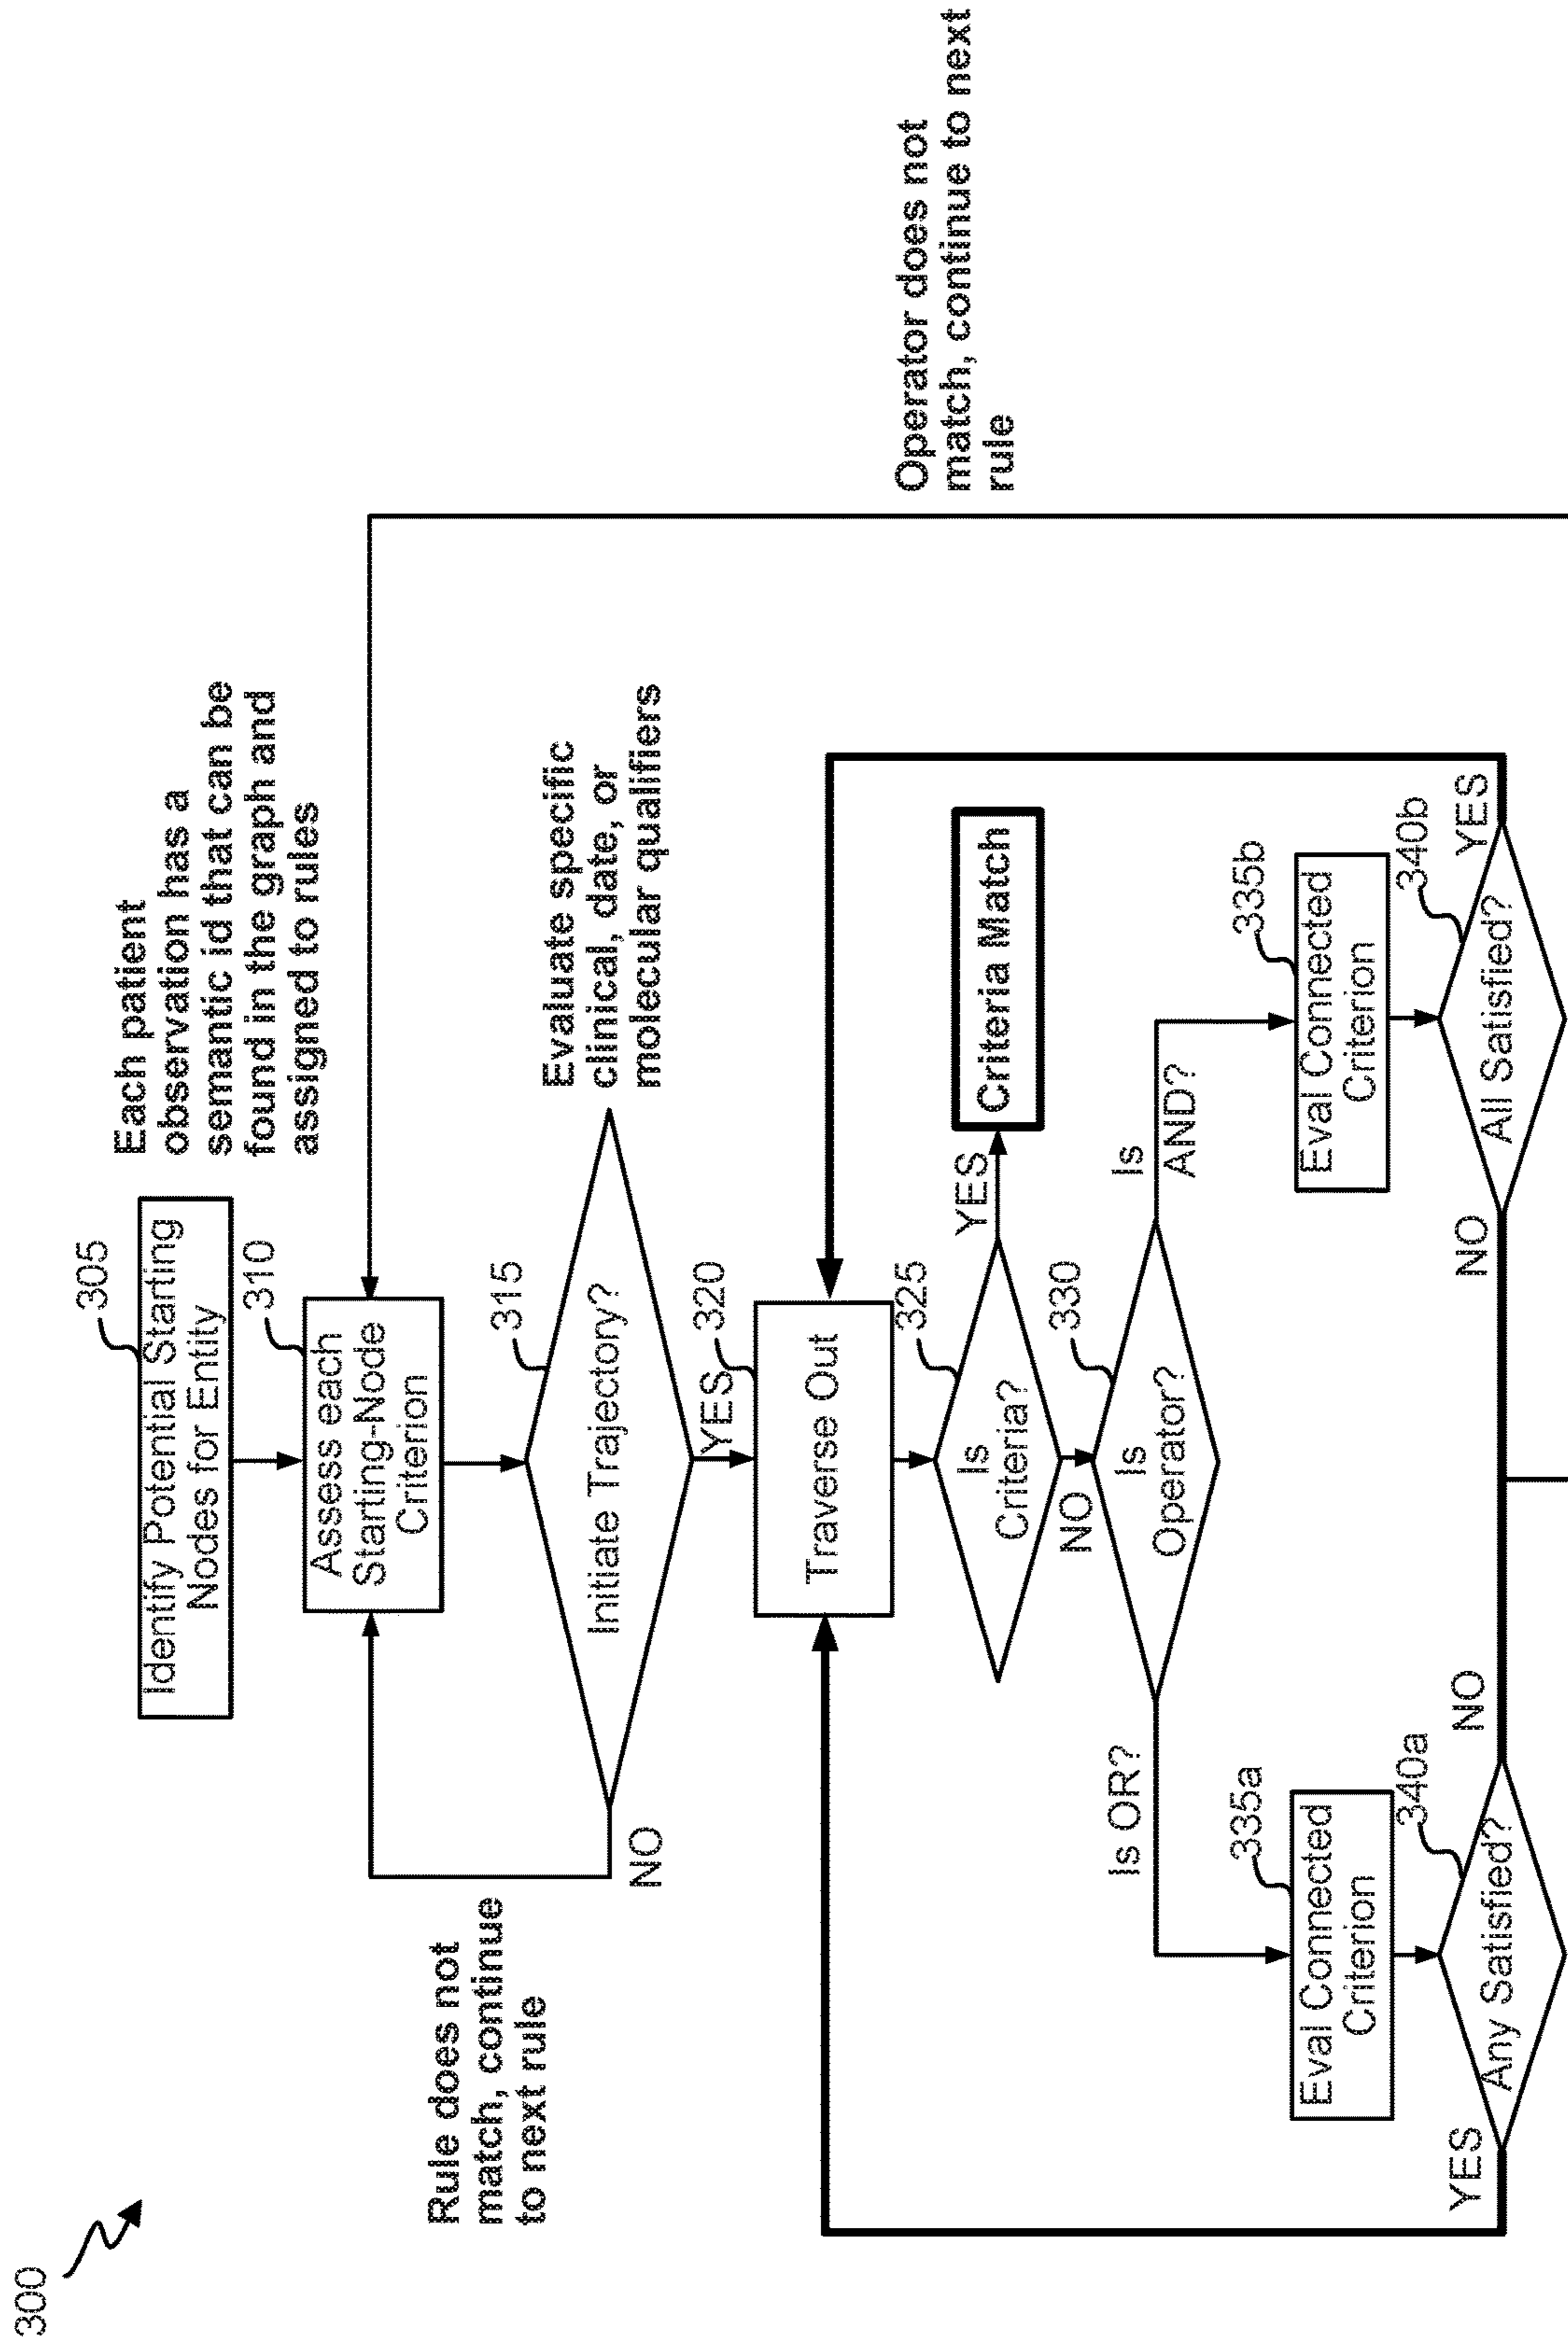 300
305
Identify Potential Starting
Nodes for Entity
Each patient
observation has a
semantic id that can be
found in the graph and
assigned to rules
310
Assess each
Starting-Node
Criterion
Rule does not
match, continue
to next rule
315
Initiate Trajectory?
NO
Evaluate specific
clinical, date, or
molecular qualifiers
YES
320
Traverse Out
Operator does not
match, continue to next
rule
325
Is
Criteria?
YES
Criteria Match
NO
330
Is
Operator?
Is OR?
Is
AND?
335a
Eval Connected
Criterion
335b
Eval Connected
Criterion
340a
Any Satisfied?
YES
NO
340b
All Satisfied?
NO
YES